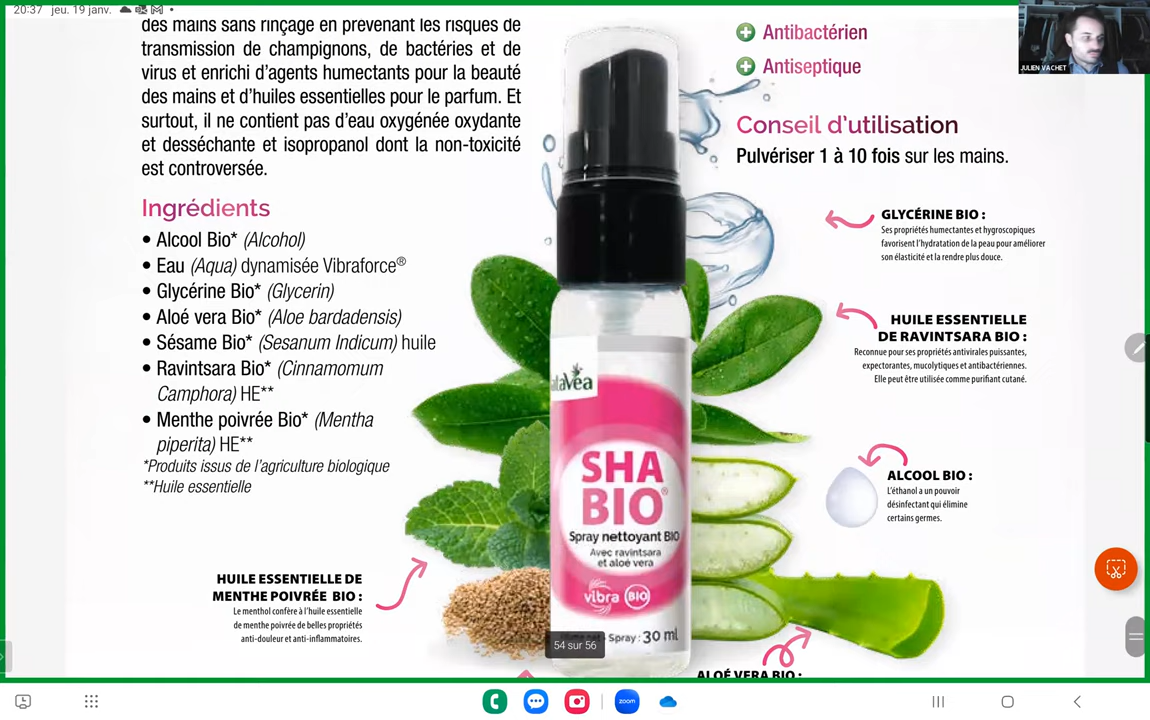 20:37 jeu. 19 janv.
JULIEN VACHET
des mains sans rinçage en prévenant les risques de
transmission de champignons, de bactéries et de
virus et enrichi d'agents humectants pour la beauté
des mains et d'huiles essentielles pour le parfum. Et
surtout, il ne contient pas d'eau oxygénée oxydante
et desséchante et isopropanol dont la non-toxicité
est controversée.
Ingrédients
• Alcool Bio* (Alcohol)
• Eau (Aqua) dynamisée Vibraforce®
• Glycérine Bio* (Glycerin)
• Aloé vera Bio* (Aloe bardadensis)
• Sésame Bio* (Sesanum Indicum) huile
• Ravintsara Bio* (Cinnamomum
Camphora) HE**
• Menthe poivrée Bio* (Mentha
piperita) HE**
*Produits issus de l'agriculture biologique
**Huile essentielle
HUILE ESSENTIELLE DE
MENTHE POIVRÉE BIO :
Le menthol confère à l'huile essentielle
de menthe poivrée de belles propriétés
anti-douleur et anti-inflammatoires.
SHA
BIO®
Spray nettoyant BIO
Avec ravintsara
et aloé vera
vibra BIO
Spray : 30 ml
54 sur 56
Antibactérien
Antiseptique
Conseil d'utilisation
Pulvériser 1 à 10 fois sur les mains.
GLYCÉRINE BIO :
Ses propriétés humectantes et hygroscopiques
favorisent l'hydratation de la peau pour améliorer
son élasticité et la rendre plus douce.
HUILE ESSENTIELLE
DE RAVINTSARA BIO :
Reconnue pour ses propriétés antivirales puissantes,
expectorantes, mucolytiques et antibactériennes.
Elle peut être utilisée comme purifiant cutané.
ALCOOL BIO :
L'éthanol a un pouvoir
désinfectant qui élimine
certains germes.
ALOÉ VERA BIO :
zoom